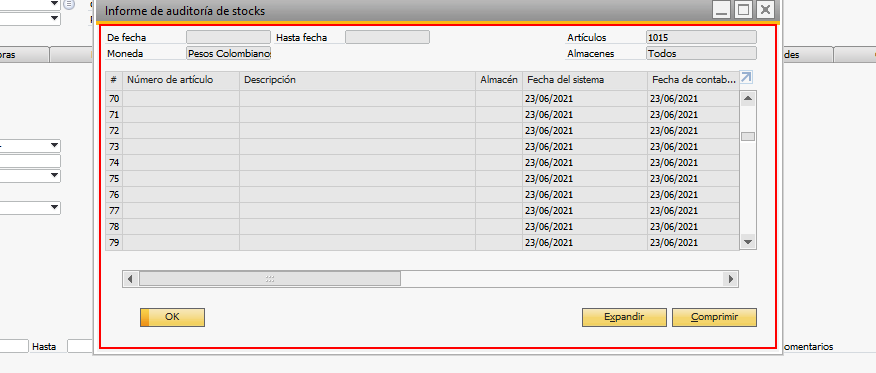 Informe de auditoría de stocks
De fecha Hasta fecha Artículos 1015
Moneda Pesos Colombiano Almacenes Todos
# Número de artículo Descripción Almacén Fecha del sistema Fecha de contab...
70 23/06/2021 23/06/2021
71 23/06/2021 23/06/2021
72 23/06/2021 23/06/2021
73 23/06/2021 23/06/2021
74 23/06/2021 23/06/2021
75 23/06/2021 23/06/2021
76 23/06/2021 23/06/2021
77 23/06/2021 23/06/2021
78 23/06/2021 23/06/2021
79 23/06/2021 23/06/2021
OK Expandir Comprimir
Hasta omentarios